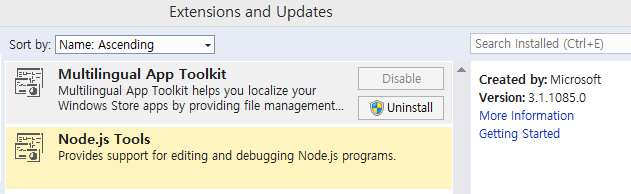 Extensions and Updates
Sort by: Name: Ascending
Search Installed (Ctrl+E)
Multilingual App Toolkit
Multilingual App Toolkit helps you localize your
Windows Store apps by providing file management...
Disable
Uninstall
Node.js Tools
Provides support for editing and debugging Node.js programs.
Created by: Microsoft
Version: 3.1.1085.0
More Information
Getting Started